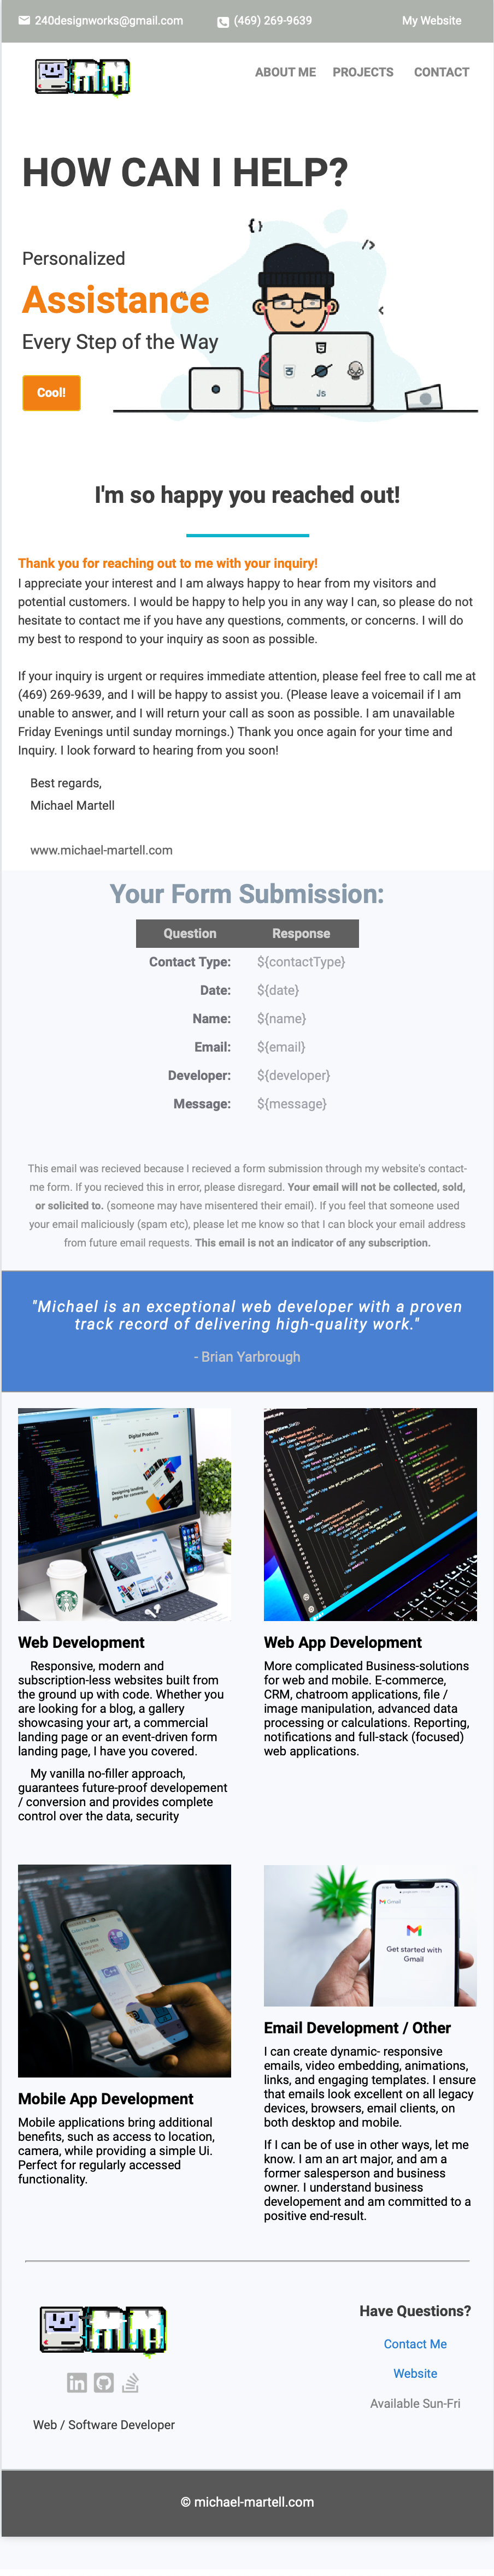 240designworks@gmail.com (469) 269-9639 My Website
ABOUT ME PROJECTS CONTACT
HOW CAN I HELP?
{ }
</>
Personalized
Assistance
<
Every Step of the Way
Js
Cool!
I'm so happy you reached out!
Thank you for reaching out to me with your inquiry!
I appreciate your interest and I am always happy to hear from my visitors and
potential customers. I would be happy to help you in any way I can, so please do not
hesitate to contact me if you have any questions, comments, or concerns. I will do
my best to respond to your inquiry as soon as possible.
If your inquiry is urgent or requires immediate attention, please feel free to call me at
(469) 269-9639, and I will be happy to assist you. (Please leave a voicemail if I am
unable to answer, and I will return your call as soon as possible. I am unavailable
Friday Evenings until sunday mornings.) Thank you once again for your time and
Inquiry. I look forward to hearing from you soon!
Best regards,
Michael Martell
www.michael-martell.com
Your Form Submission:
Question Response
Contact Type: ${contactType}
Date: ${date}
Name: ${name}
Email: ${email}
Developer: ${developer}
Message: ${message}
This email was recieved because I recieved a form submission through my website's contact-
me form. If you recieved this in error, please disregard. Your email will not be collected, sold,
or solicited to. (someone may have misentered their email). If you feel that someone used
your email maliciously (spam etc), please let me know so that I can block your email address
from future email requests. This email is not an indicator of any subscription.
"Michael is an exceptional web developer with a proven
track record of delivering high-quality work."
- Brian Yarbrough
Digital Products
Designing landing
pages for conversion
Web Development
Responsive, modern and
subscription-less websites built from
the ground up with code. Whether you
are looking for a blog, a gallery
showcasing your art, a commercial
landing page or an event-driven form
landing page, I have you covered.
My vanilla no-filler approach,
guarantees future-proof developement
/ conversion and provides complete
control over the data, security
Web App Development
More complicated Business-solutions
for web and mobile. E-commerce,
CRM, chatroom applications, file /
image manipulation, advanced data
processing or calculations. Reporting,
notifications and full-stack (focused)
web applications.
Mobile App Development
Mobile applications bring additional
benefits, such as access to location,
camera, while providing a simple Ui.
Perfect for regularly accessed
functionality.
Gmail
Get started with
Gmail
Email Development / Other
I can create dynamic- responsive
emails, video embedding, animations,
links, and engaging templates. I ensure
that emails look excellent on all legacy
devices, browsers, email clients, on
both desktop and mobile.
If I can be of use in other ways, let me
know. I am an art major, and am a
former salesperson and business
owner. I understand business
developement and am committed to a
positive end-result.
Have Questions?
Contact Me
Website
Available Sun-Fri
Web / Software Developer
© michael-martell.com